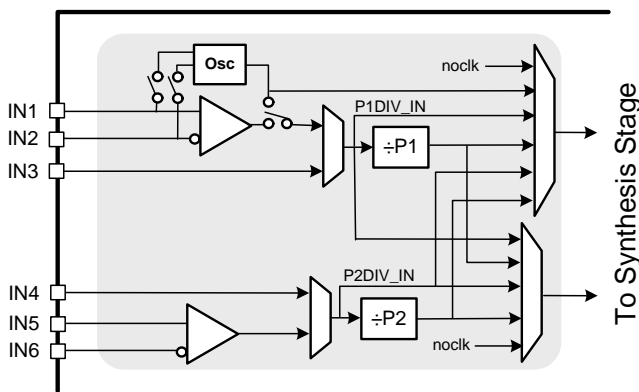 Osc
noclk
IN1
P1DIV_IN
IN2
÷P1
IN3
To Synthesis Stage
IN4
P2DIV_IN
IN5
÷P2
IN6
noclk